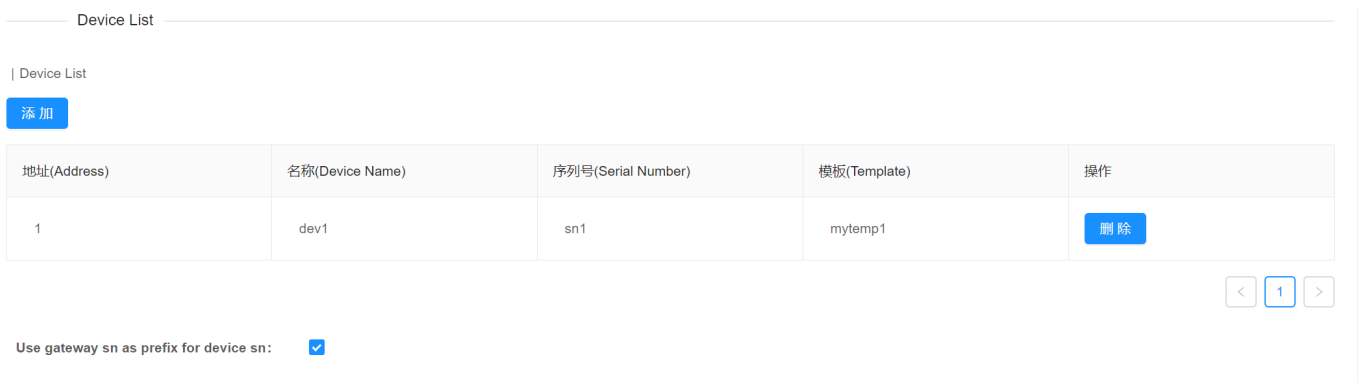 Device List
| Device List
添加
地址(Address) 名称(Device Name) 序列号(Serial Number) 模板(Template) 操作
1 dev1 sn1 mytemp1 删除
< 1 >
Use gateway sn as prefix for device sn: